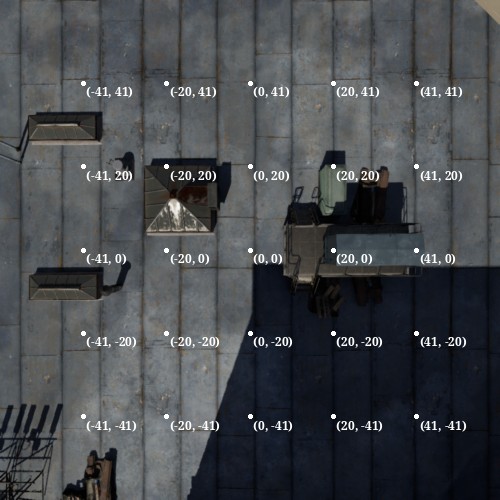 (-41, 41) (-20, 41) (0, 41) (20, 41) (41, 41)
(-41, 20) (-20, 20) (0, 20) (20, 20) (41, 20)
(-41, 0) (-20, 0) (0, 0) (20, 0) (41, 0)
(-41, -20) (-20, -20) (0, -20) (20, -20) (41, -20)
(-41, -41) (-20, -41) (0, -41) (20, -41) (41, -41)